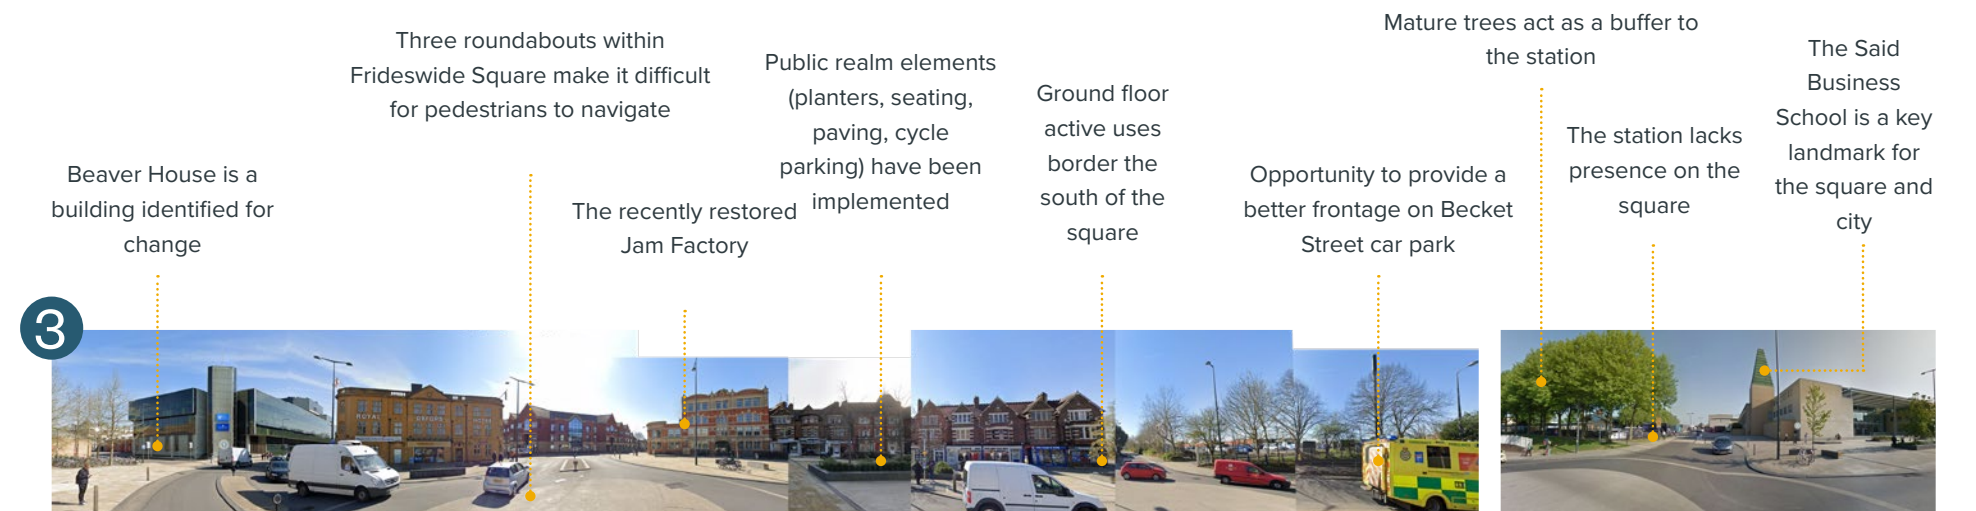 Beaver House is a
building identified for
change
Three roundabouts within
Frideswide Square make it difficult
for pedestrians to navigate
The recently restored
Jam Factory
Public realm elements
(planters, seating,
paving, cycle
parking) have been
implemented
Ground floor
active uses
border the
south of the
square
Opportunity to provide a
better frontage on Becket
Street car park
Mature trees act as a buffer to
the station
The station lacks
presence on the
square
The Said
Business
School is a key
landmark for
the square and
city
3
ROYAL OXFORD